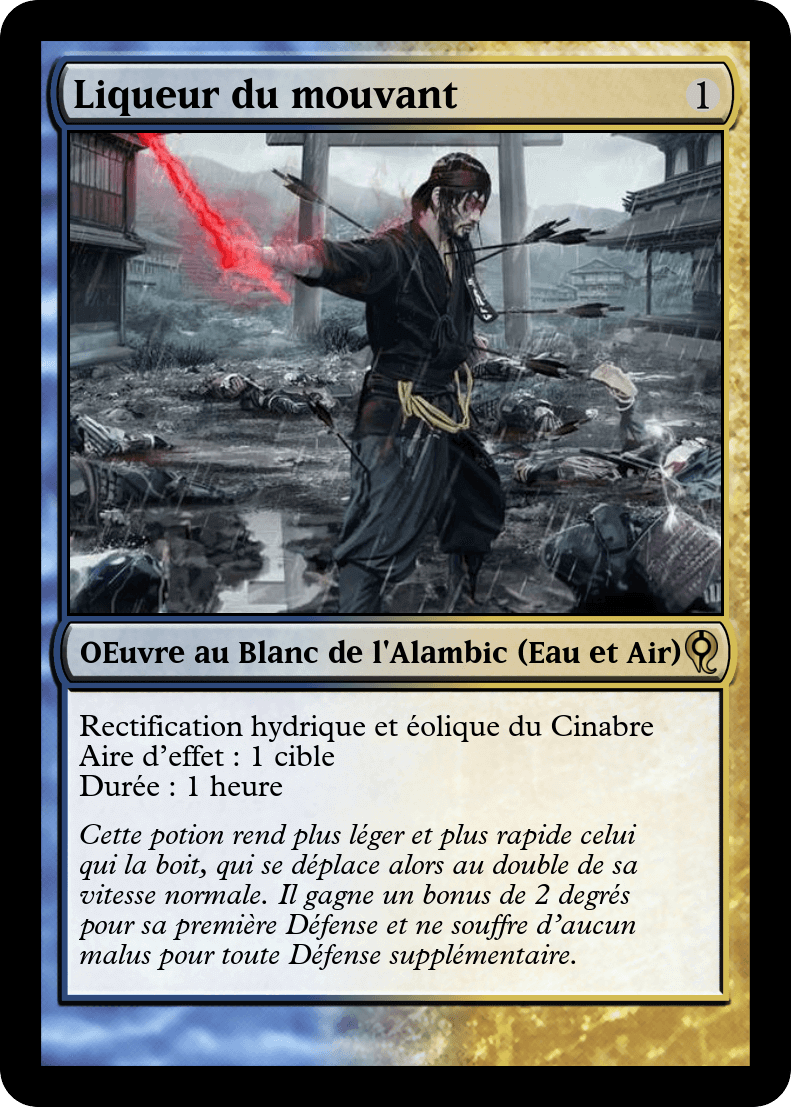 Liqueur du mouvant 1
OEuvre au Blanc de l'Alambic (Eau et Air)
Rectification hydrique et éolique du Cinabre
Aire d'effet : 1 cible
Durée : 1 heure
Cette potion rend plus léger et plus rapide celui
qui la boit, qui se déplace alors au double de sa
vitesse normale. Il gagne un bonus de 2 degrés
pour sa première Défense et ne souffre d'aucun
malus pour toute Défense supplémentaire.